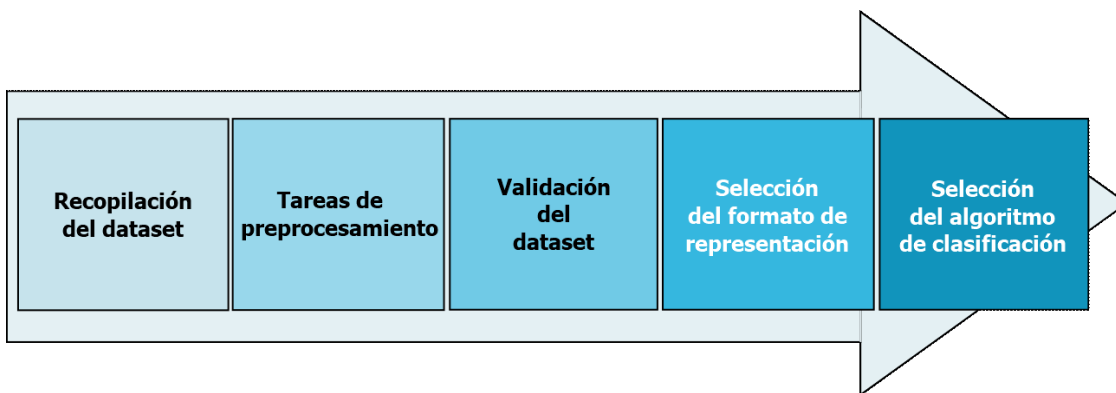 Recopilación
del dataset
Tareas de
preprocesamiento
Validación
del
dataset
Selección
del formato de
representación
Selección
del algoritmo
de clasificación